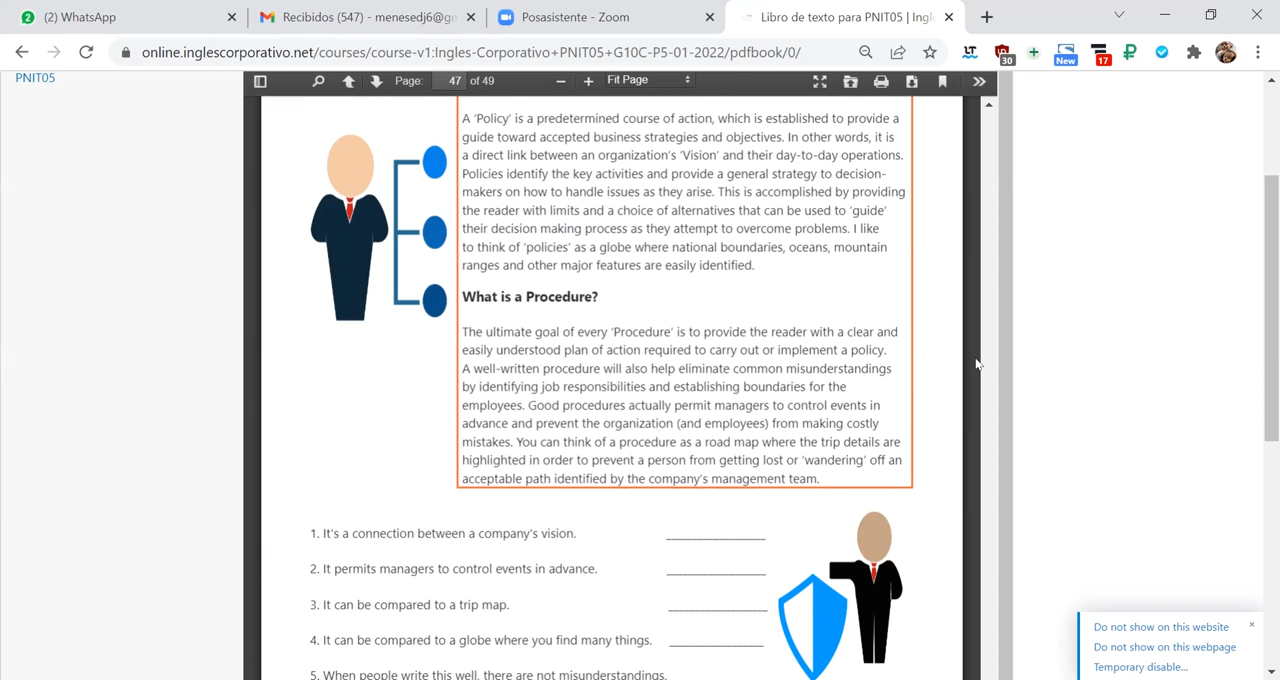 (2) WhatsApp
Recibidos (547) - menesedj6@gm
Posasistente - Zoom
Libro de texto para PNIT05 | Ingl
online.inglescorporativo.net/courses/course-v1:Ingles-Corporativo+PNIT05+G10C-P5-01-2022/pdfbook/0/
30
New
17
PNIT05
Page: 47 of 49
Fit Page
A ‘Policy’ is a predetermined course of action, which is established to provide a
guide toward accepted business strategies and objectives. In other words, it is
a direct link between an organization’s ‘Vision’ and their day-to-day operations.
Policies identify the key activities and provide a general strategy to decision-
makers on how to handle issues as they arise. This is accomplished by providing
the reader with limits and a choice of alternatives that can be used to ‘guide’
their decision making process as they attempt to overcome problems. I like
to think of ‘policies’ as a globe where national boundaries, oceans, mountain
ranges and other major features are easily identified.
What is a Procedure?
The ultimate goal of every ‘Procedure’ is to provide the reader with a clear and
easily understood plan of action required to carry out or implement a policy.
A well-written procedure will also help eliminate common misunderstandings
by identifying job responsibilities and establishing boundaries for the
employees. Good procedures actually permit managers to control events in
advance and prevent the organization (and employees) from making costly
mistakes. You can think of a procedure as a road map where the trip details are
highlighted in order to prevent a person from getting lost or ‘wandering’ off an
acceptable path identified by the company’s management team.
1. It's a connection between a company's vision. __________________
2. It permits managers to control events in advance. __________________
3. It can be compared to a trip map. __________________
4. It can be compared to a globe where you find many things. __________________
5. When people write this well, there are not misunderstandings.
Do not show on this website
Do not show on this webpage
Temporary disable...